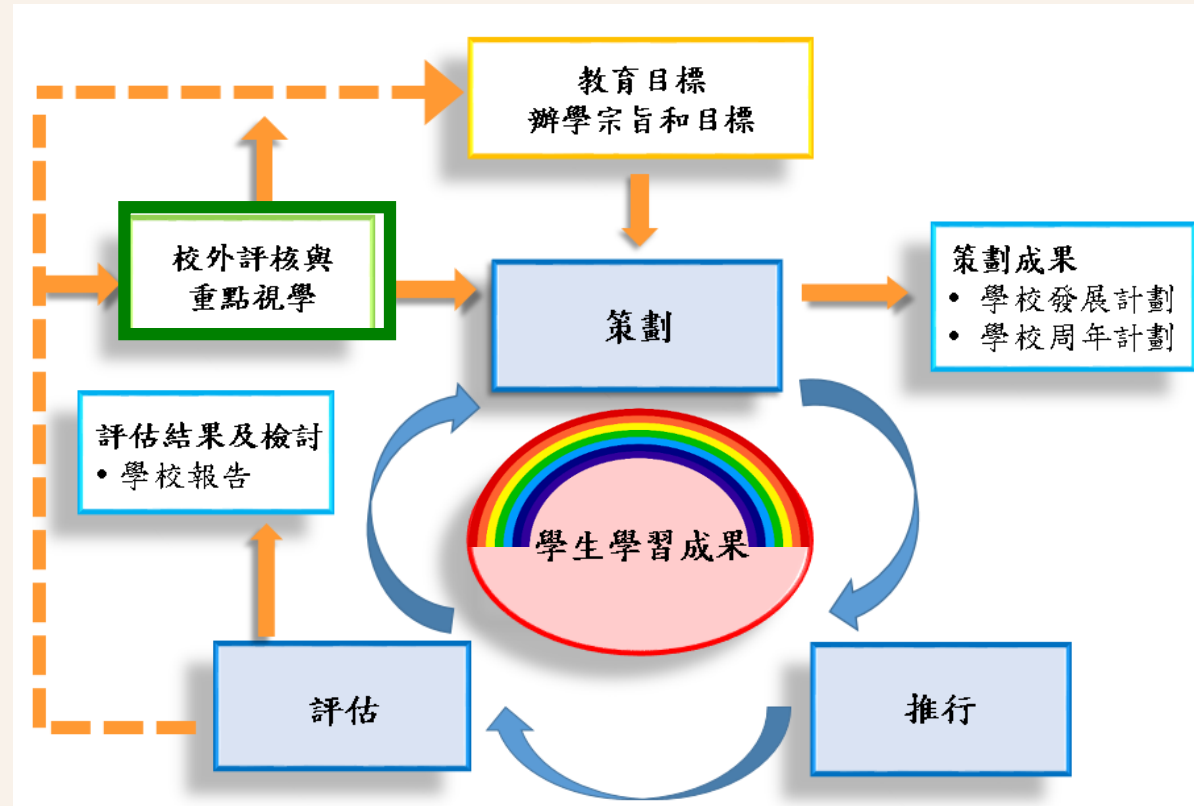 教育目標
辦學宗旨和目標
校外評核與
重點視學
策劃
策劃成果
• 學校發展計劃
• 學校周年計劃
評估結果及檢討
• 學校報告
學生學習成果
評估
推行